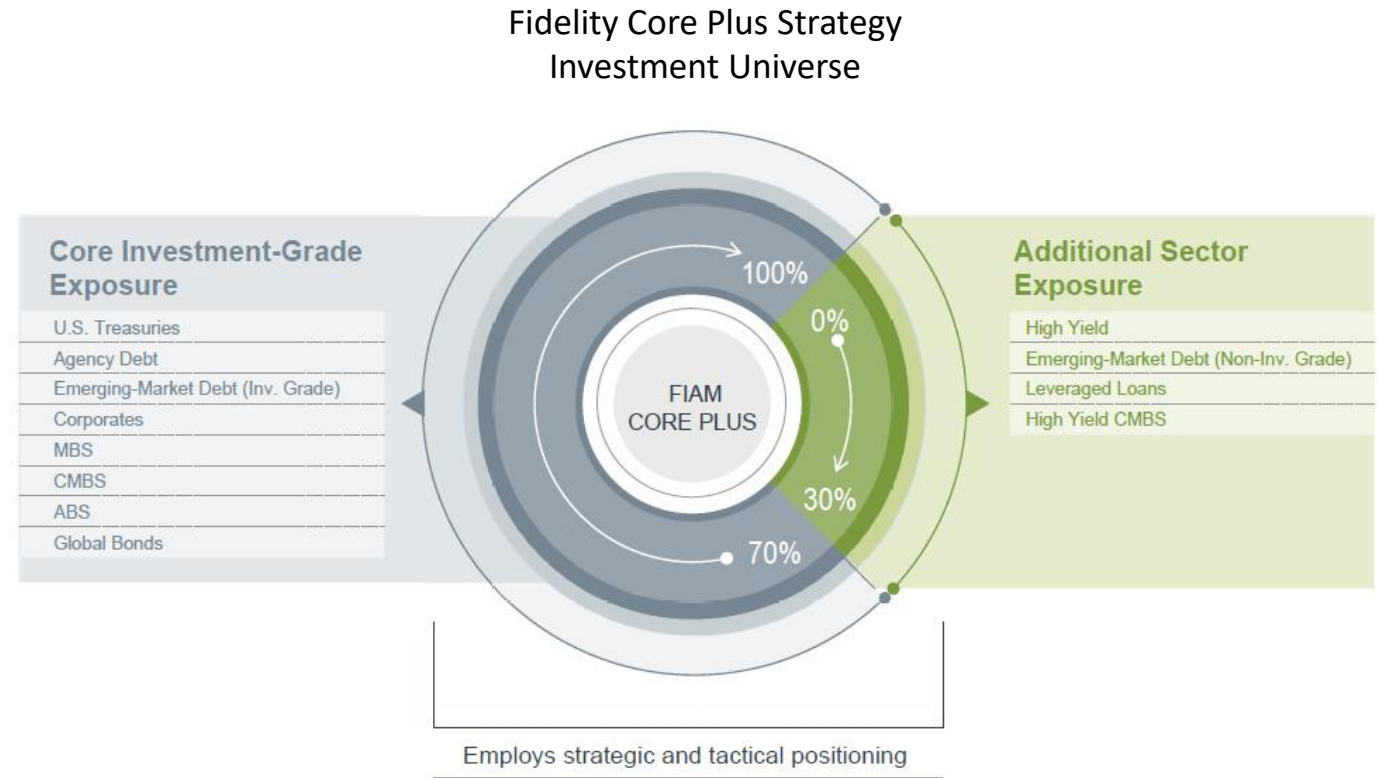 Fidelity Core Plus Strategy
Investment Universe
Core Investment-Grade
Exposure
U.S. Treasuries
Agency Debt
Emerging-Market Debt (Inv. Grade)
Corporates
MBS
CMBS
ABS
Global Bonds
100%
0%
30%
70%
FIAM
CORE PLUS
Additional Sector
Exposure
High Yield
Emerging-Market Debt (Non-Inv. Grade)
Leveraged Loans
High Yield CMBS
Employs strategic and tactical positioning